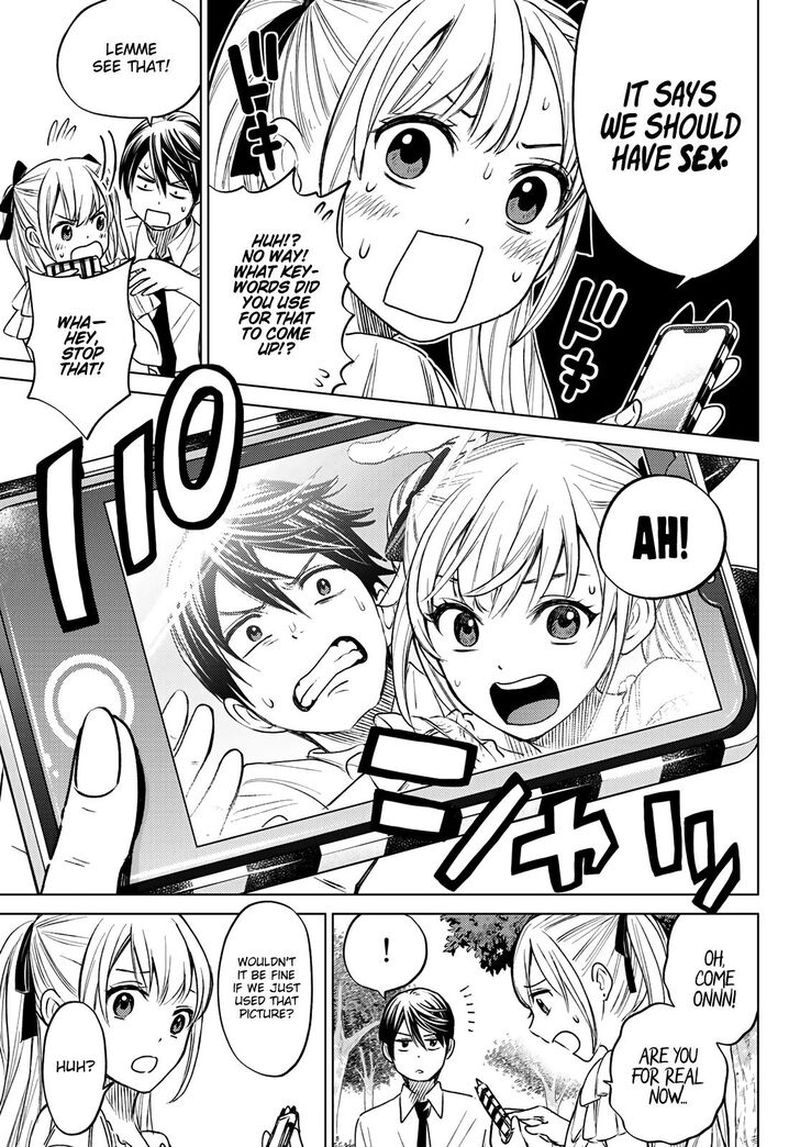 IT SAYS
WE SHOULD
HAVE SEX.
ドキ
ドキ
HUH!?
NO WAY!
WHAT KEY-
WORDS DID
YOU USE
FOR THAT
TO COME
UP!?
LEMME
SEE THAT!
WHA—
HEY,
STOP
THAT!
AH!
パシャッ
OH,
COME
ONNN!
ARE YOU
FOR REAL
NOW...
!
WOULDN'T
IT BE FINE
IF WE JUST
USED THAT
PICTURE?
HUH?